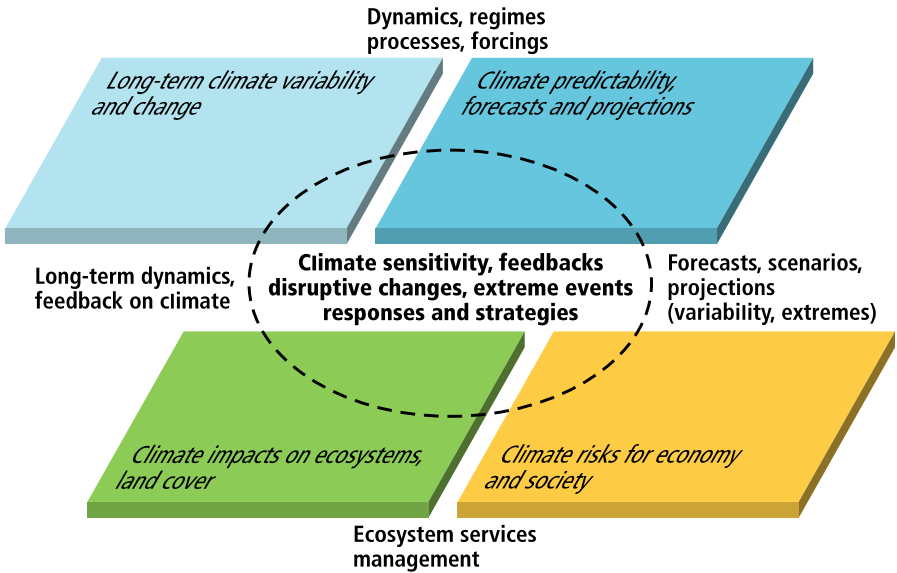 Dynamics, regimes
processes, forcings
Long-term climate variability
and change
Climate predictability,
forecasts and projections
Long-term dynamics,
feedback on climate
Climate sensitivity, feedbacks
disruptive changes, extreme events
responses and strategies
Forecasts, scenarios,
projections
(variability, extremes)
Climate impacts on ecosystems,
land cover
Climate risks for economy
and society
Ecosystem services
management